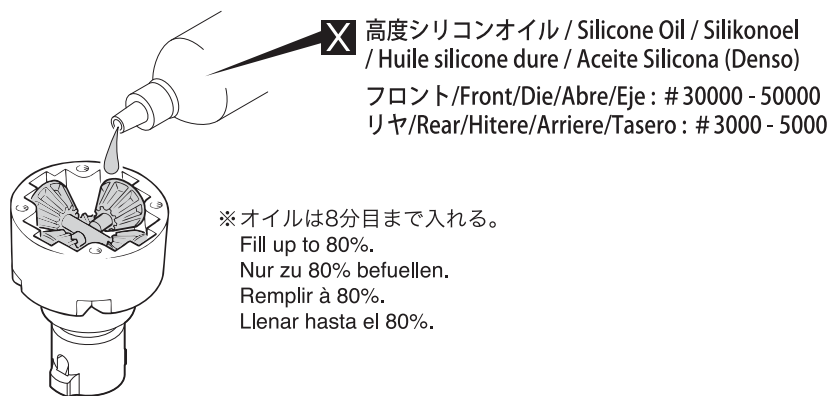 X 高度シリコンオイル / Silicone Oil / Silikonoel
/ Huile silicone dure / Aceite Silicona (Denso)
フロント/Front/Die/Abre/Eje : ＃30000 - 50000
リヤ/Rear/Hitere/Arriere/Tasero : ＃3000 - 5000
※オイルは8分目まで入れる。
Fill up to 80%.
Nur zu 80% befuellen.
Remplir à 80%.
Llenar hasta el 80%.